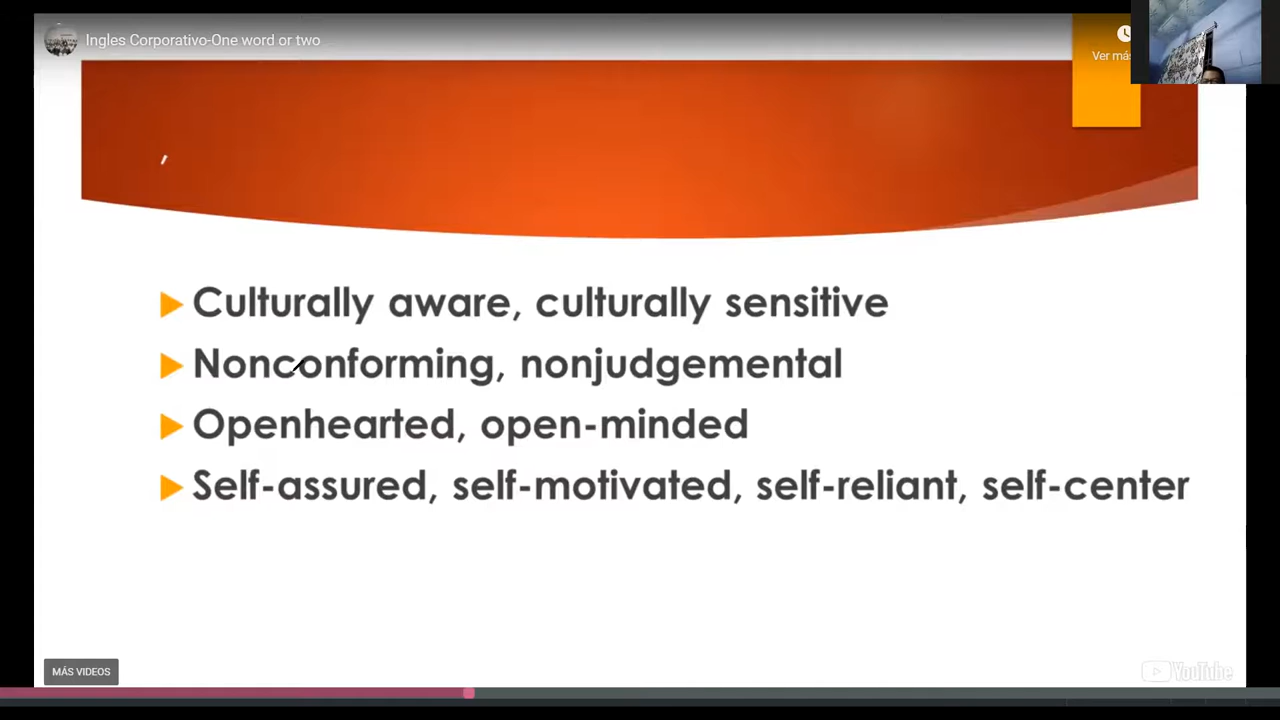 Ingles Corporativo-One word or two
Ver más
,
Culturally aware, culturally sensitive
Nonconforming, nonjudgemental
Openhearted, open-minded
Self-assured, self-motivated, self-reliant, self-center
MÁS VIDEOS
YouTube